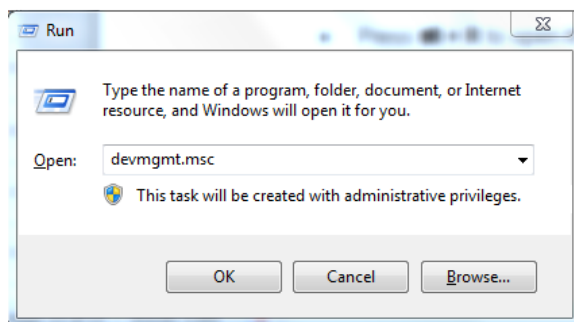 Run
Type the name of a program, folder, document, or Internet
resource, and Windows will open it for you.
Open: devmgmt.msc
This task will be created with administrative privileges.
OK Cancel Browse...